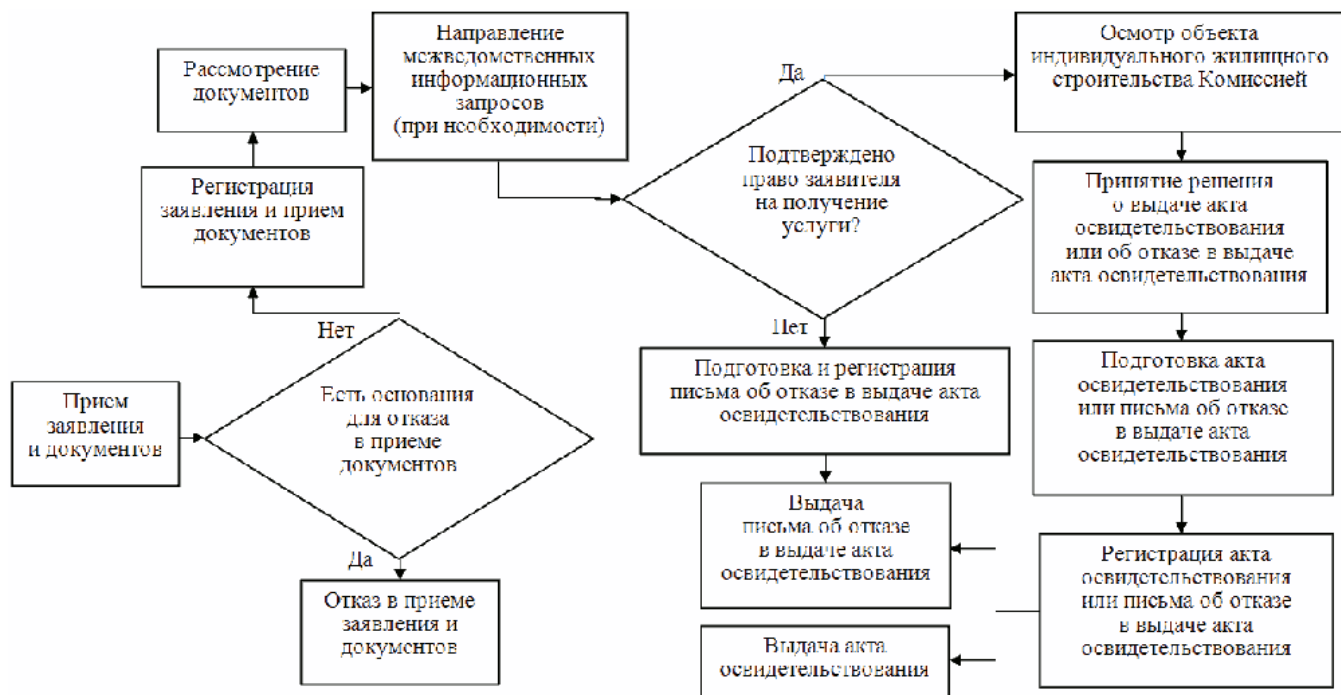 Прием
заявления
и документов
Есть основания
для отказа
в приеме
документов
Да
Отказ в приеме
заявления и
документов
Нет
Регистрация
заявления и прием
документов
Рассмотрение
документов
Направление
межведомственных
информационных
запросов
(при необходимости)
Подтверждено
право заявителя
на получение
услуги?
Нет
Подготовка и регистрация
письма об отказе в выдаче акта
освидетельствования
Да
Осмотр объекта
индивидуального жилищного
строительства Комиссией
Принятие решения
о выдаче акта
освидетельствования
или об отказе в выдаче
акта освидетельствования
Подготовка акта
освидетельствования
или письма об отказе
в выдаче акта
освидетельствования
Регистрация акта
освидетельствования
или письма об отказе
в выдаче акта
освидетельствования
Выдача
письма об отказе
в выдаче акта
освидетельствования
Выдача акта
освидетельствования